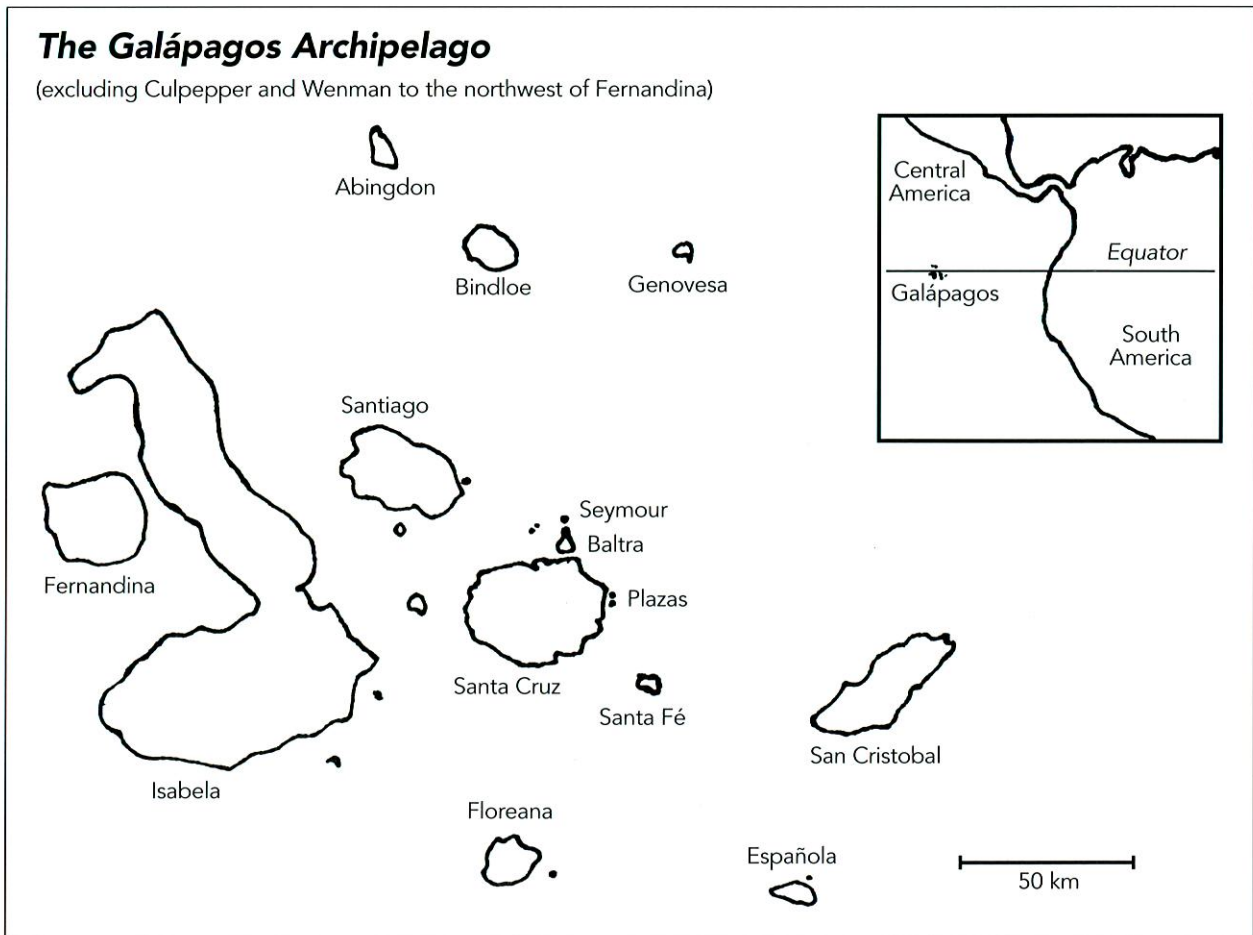 The Galápagos Archipelago
(excluding Culpepper and Wenman to the northwest of Fernandina)
Abingdon
Bindloe
Genovesa
Central
America
Equator
Galápagos
South
America
Santiago
Seymour
Baltra
Fernandina
Plazas
Santa Cruz
Santa Fé
San Cristobal
Isabela
Floreana
Española
50 km